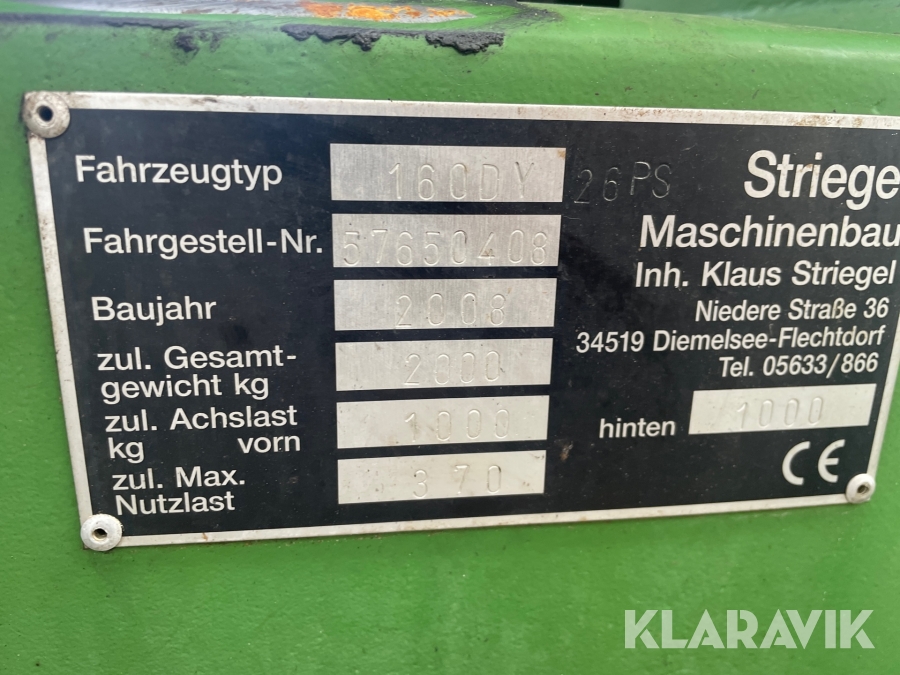 Fahrzeugtyp 160DY 26PS
Fahrgestell-Nr. 57650408
Baujahr 2008
zul. Gesamt-
gewicht kg 2000
zul. Achslast
kg vorn 1000 hinten 1000
zul. Max.
Nutzlast 370
Striege
Maschinenbau
Inh. Klaus Striegel
Niedere Straße 36
34519 Diemelsee-Flechtdorf
Tel. 05633/866
CE
KLARAVIK